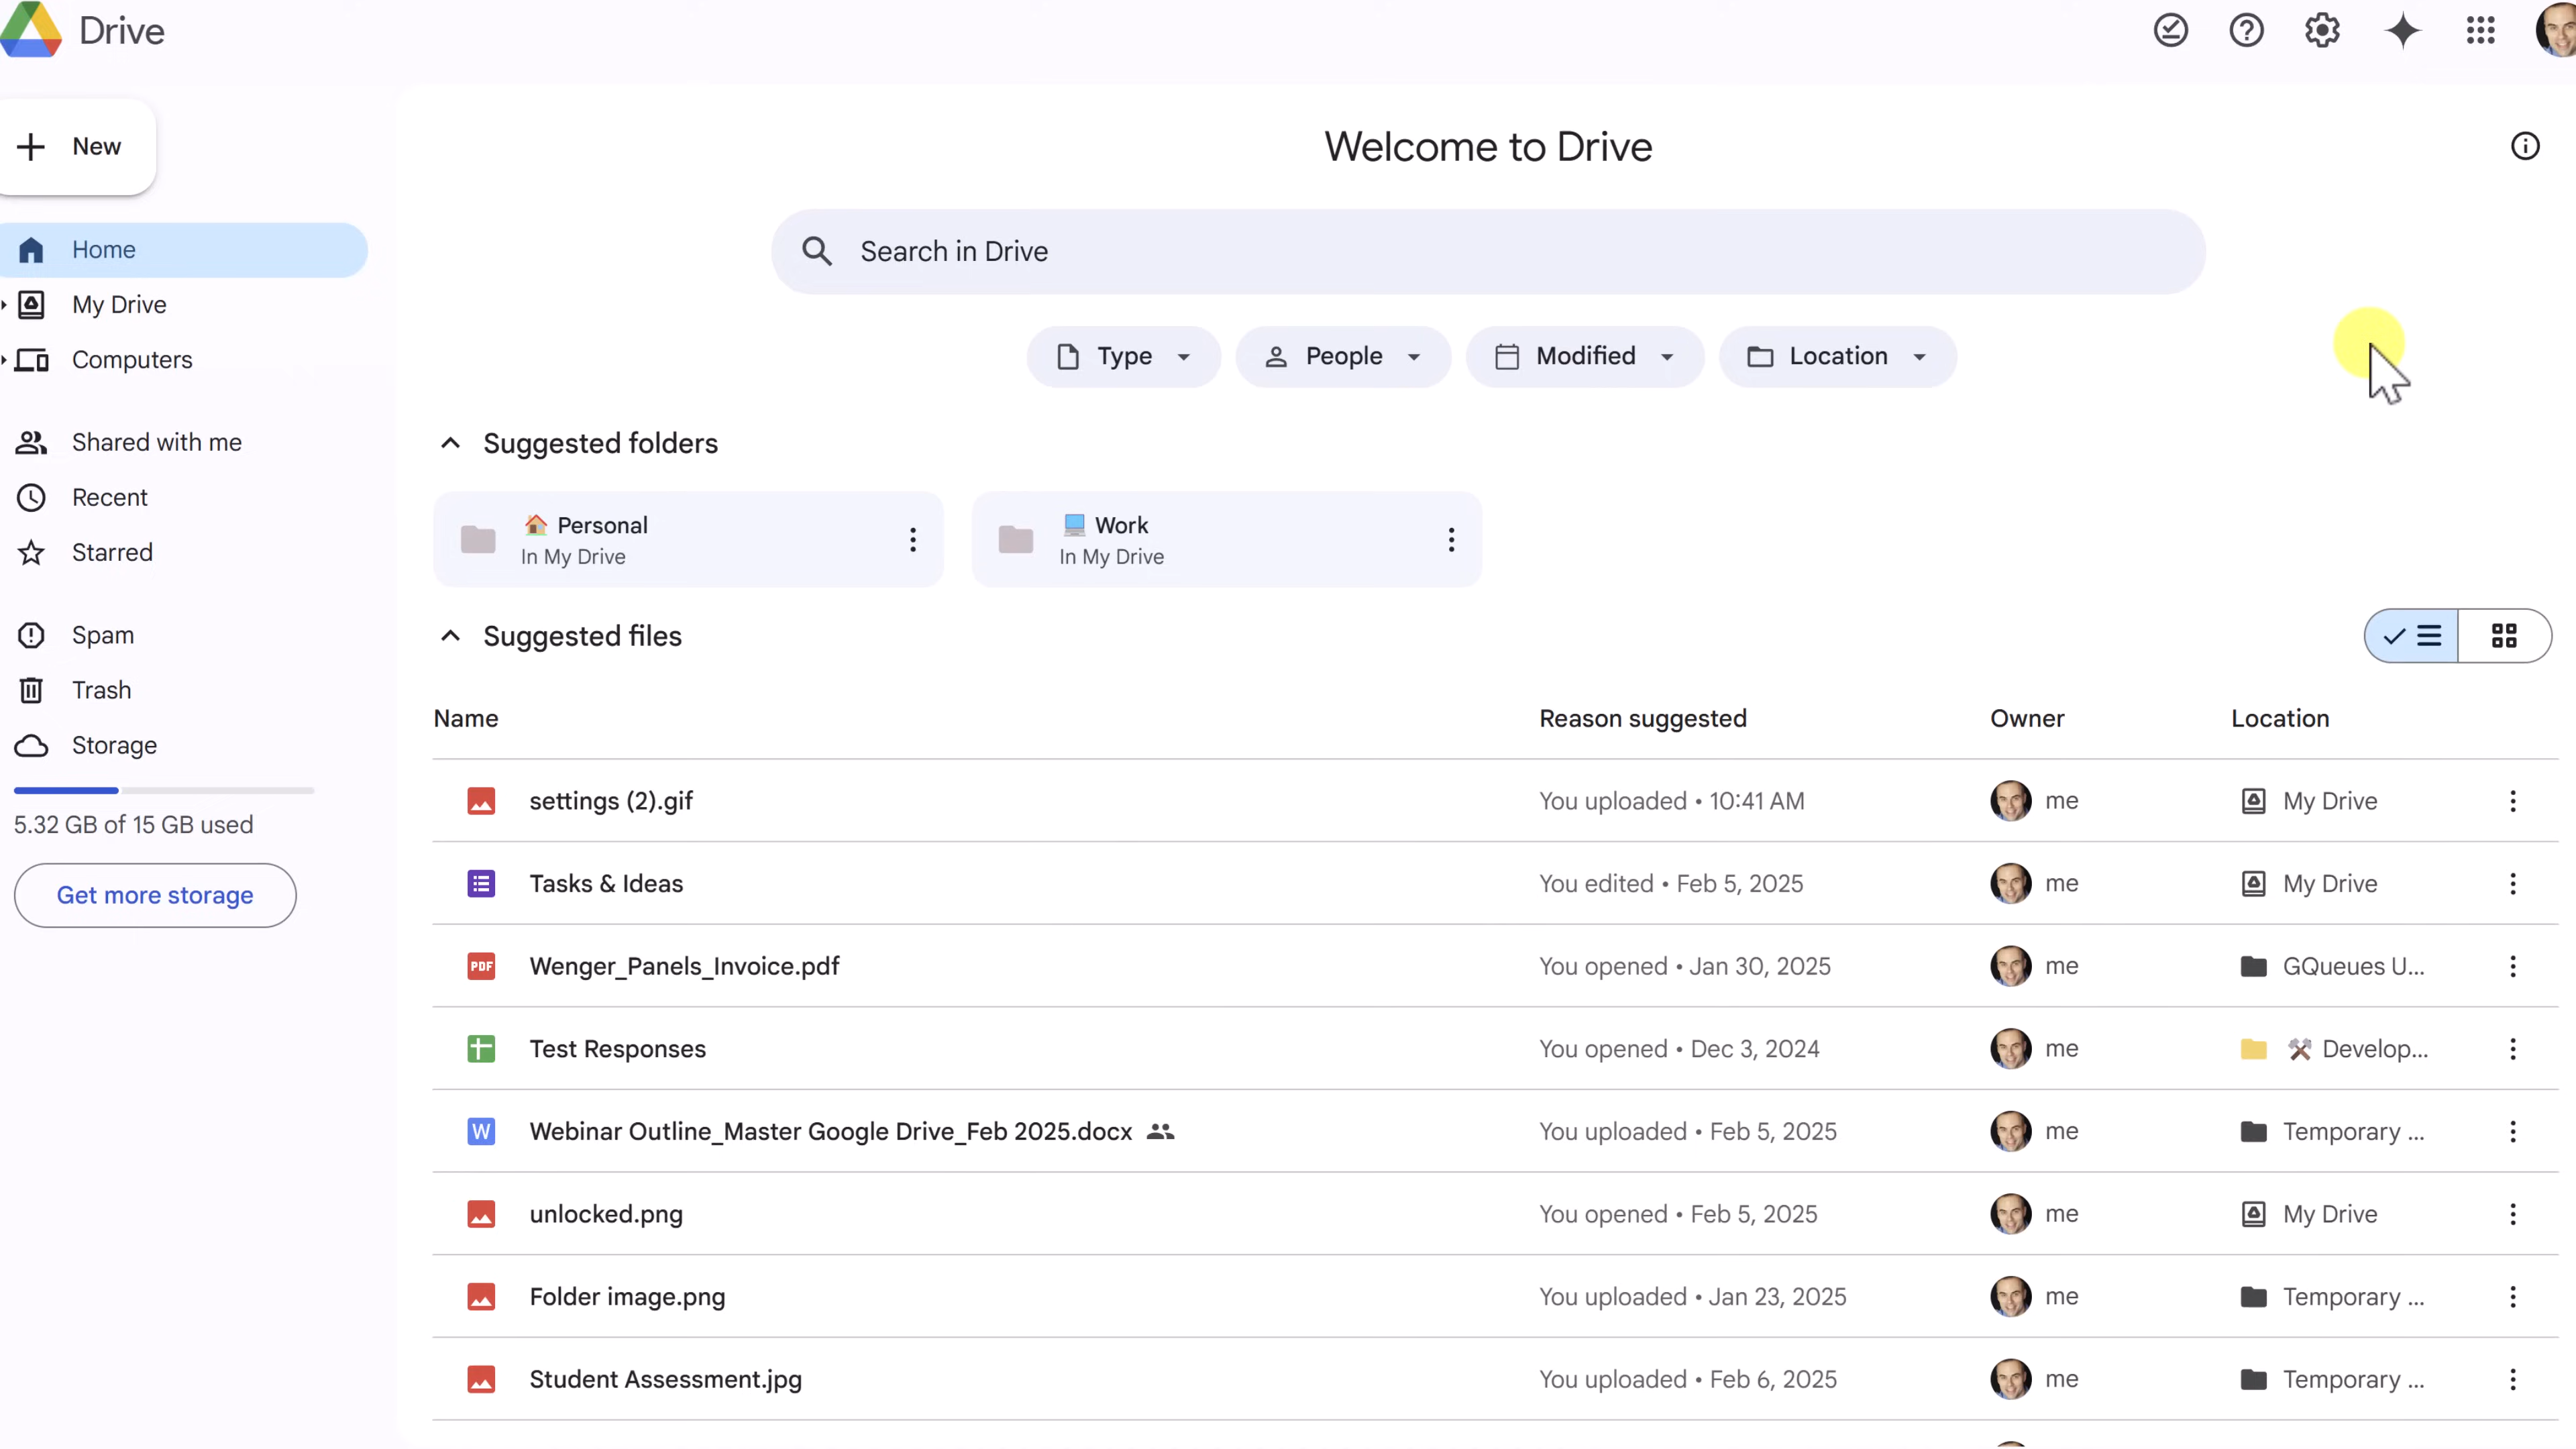 Drive
New
Home
My Drive
Computers
Shared with me
Recent
Starred
Spam
Trash
Storage
5.32 GB of 15 GB used
Get more storage
Welcome to Drive
Search in Drive
Type People Modified Location
Suggested folders
🏠 Personal
In My Drive
💻 Work
In My Drive
Suggested files
Name Reason suggested Owner Location
settings (2).gif You uploaded • 10:41 AM me My Drive
Tasks & Ideas You edited • Feb 5, 2025 me My Drive
PDF Wenger_Panels_Invoice.pdf You opened • Jan 30, 2025 me GQueues U...
Test Responses You opened • Dec 3, 2024 me ⚒️ Develop...
W Webinar Outline_Master Google Drive_Feb 2025.docx You uploaded • Feb 5, 2025 me Temporary ...
unlocked.png You opened • Feb 5, 2025 me My Drive
Folder image.png You uploaded • Jan 23, 2025 me Temporary ...
Student Assessment.jpg You uploaded • Feb 6, 2025 me Temporary ...